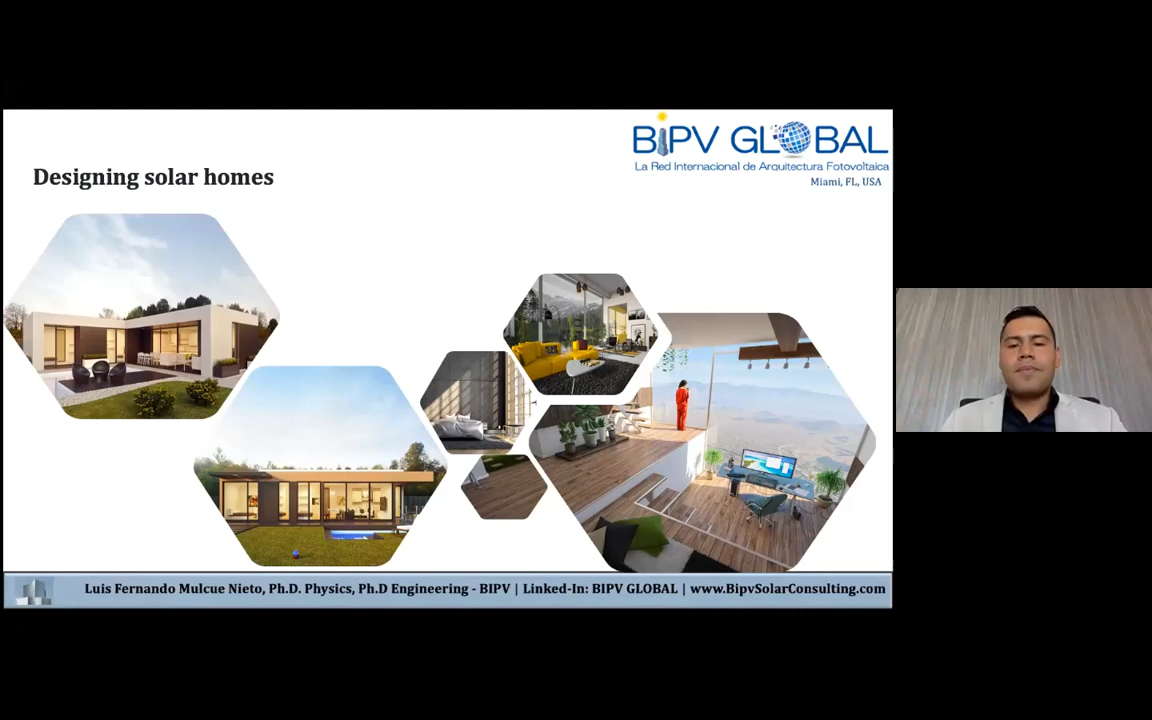 BIPV GLOBAL
La Red Internacional de Arquitectura Fotovoltaica
Miami, FL, USA
Designing solar homes
Luis Fernando Mulcue Nieto, Ph.D. Physics, Ph.D Engineering - BIPV | Linked-In: BIPV GLOBAL | www.BipvSolarConsulting.com